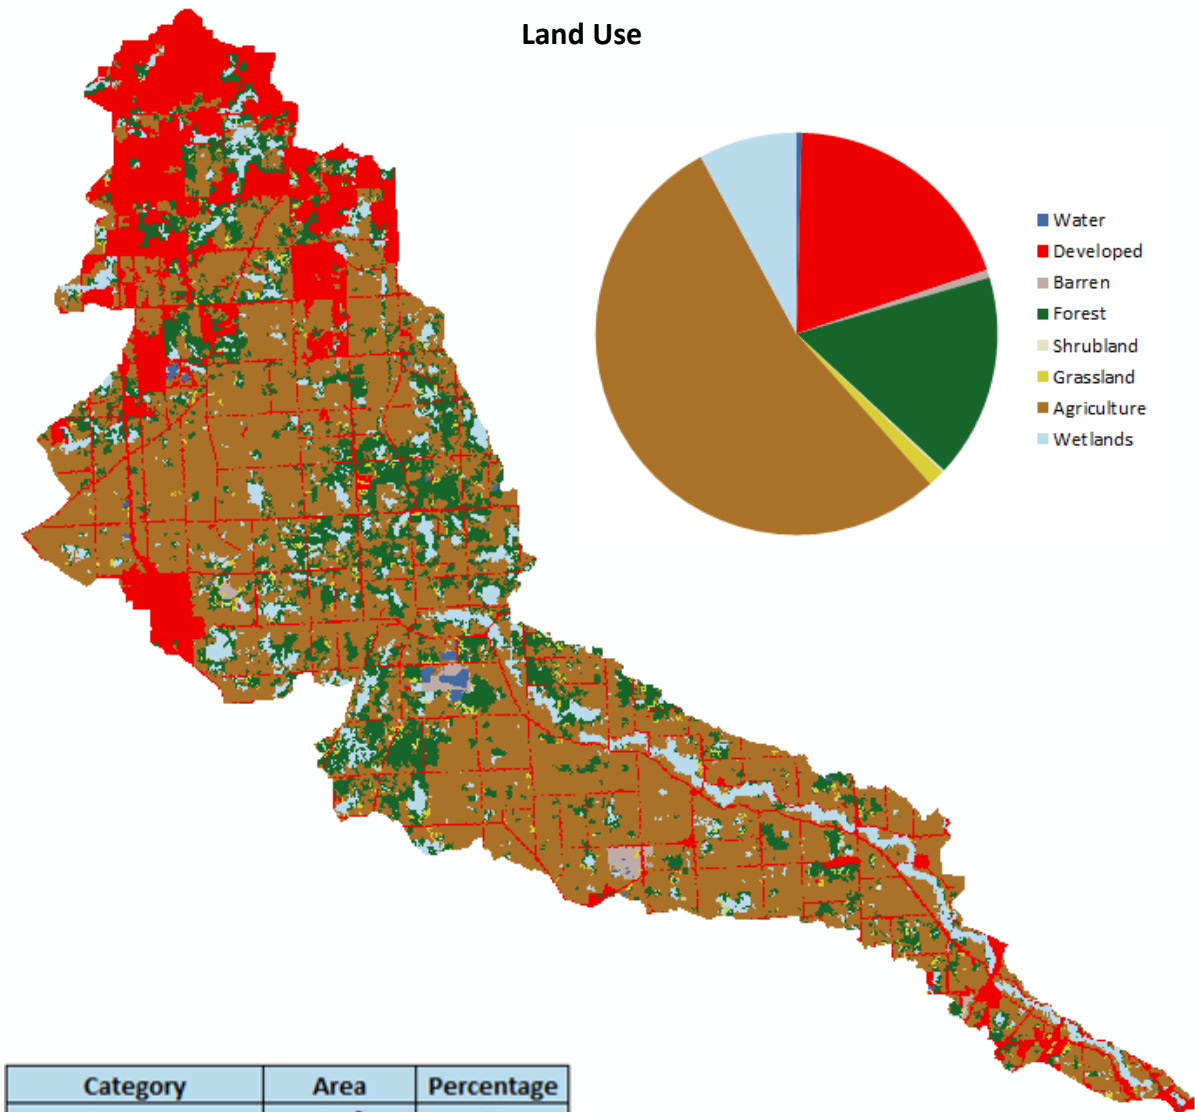 Land Use
Water
Developed
Barren
Forest
Shrubland
Grassland
Agriculture
Wetlands
Category Area Percentage